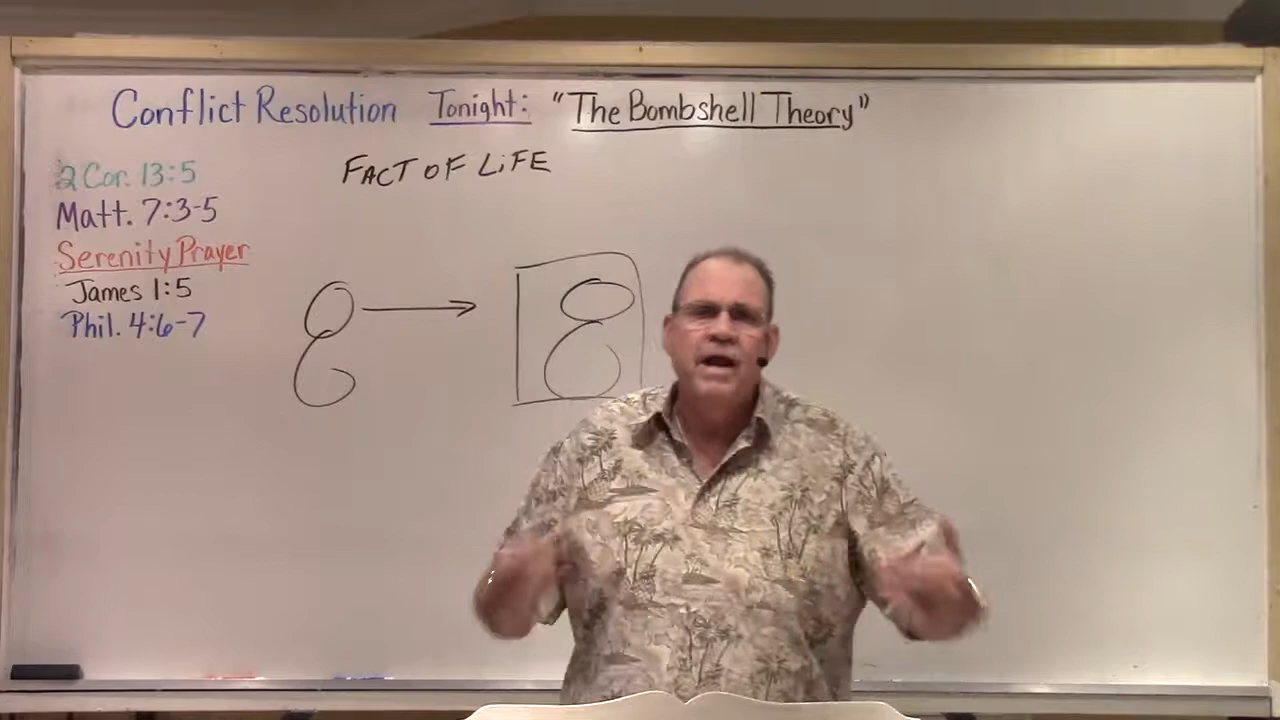 Conflict Resolution Tonight: "The Bombshell Theory"
FACT OF LiFE
2 Cor. 13:5
Matt. 7:3-5
Serenity Prayer
James 1:5
Phil. 4:6-7